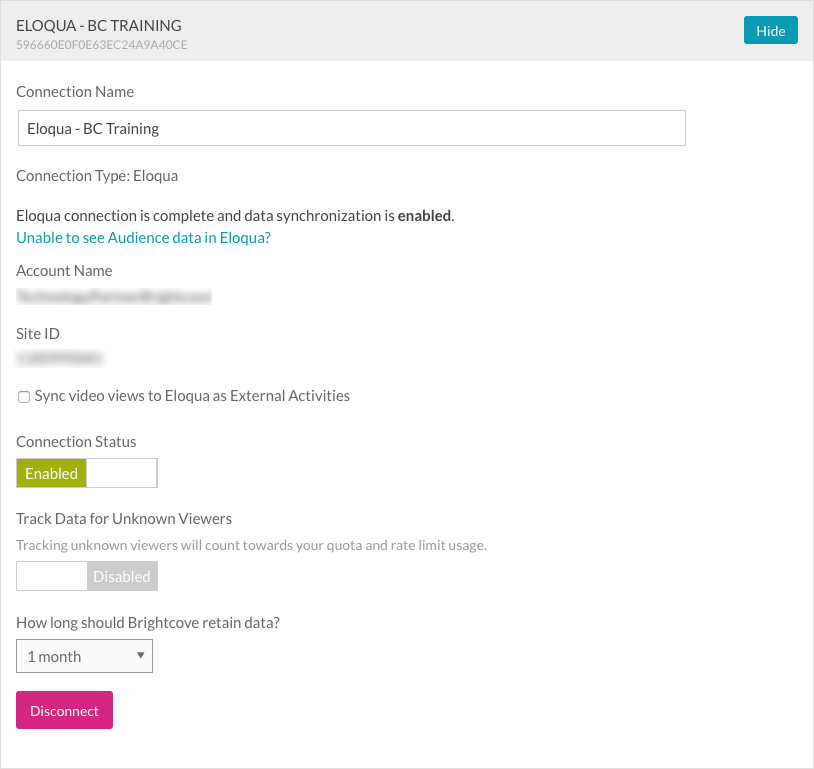 ELOQUA - BC TRAINING
596660E0F0E63EC24A9A40CE
Hide
Connection Name
Eloqua - BC Training
Connection Type: Eloqua
Eloqua connection is complete and data synchronization is enabled.
Unable to see Audience data in Eloqua?
Account Name
Site ID
Sync video views to Eloqua as External Activities
Connection Status
Enabled
Track Data for Unknown Viewers
Tracking unknown viewers will count towards your quota and rate limit usage.
Disabled
How long should Brightcove retain data?
1 month
Disconnect